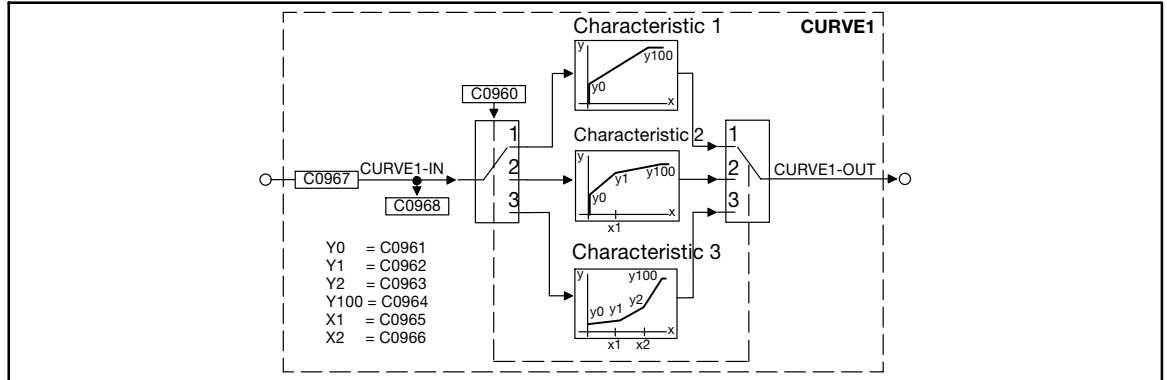 Characteristic 1
CURVE1
y
y100
y0
x
C0960
1
2
3
Characteristic 2
y
y1
y100
y0
x
x1
1
2
3
C0967
CURVE1-IN
C0968
CURVE1-OUT
Characteristic 3
y
y100
y2
y0
y1
x
x1
x2
Y0 = C0961
Y1 = C0962
Y2 = C0963
Y100 = C0964
X1 = C0965
X2 = C0966